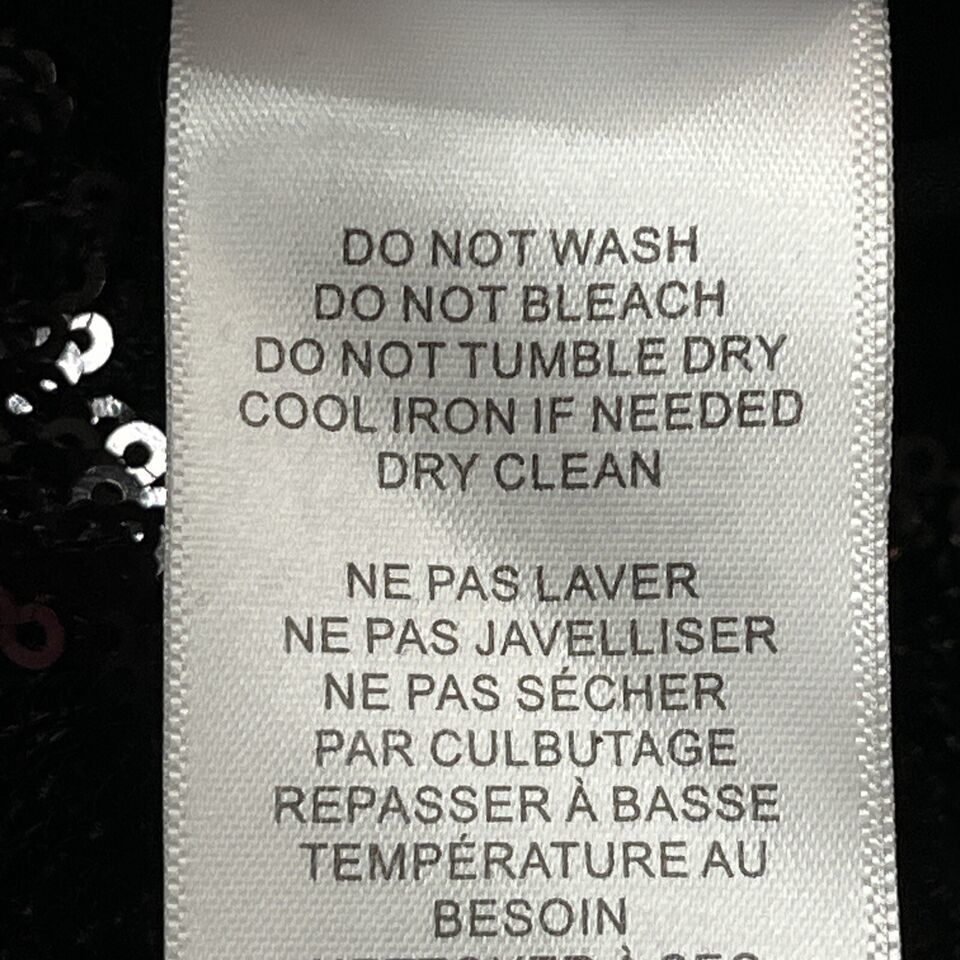 DO NOT WASH
DO NOT BLEACH
DO NOT TUMBLE DRY
COOL IRON IF NEEDED
DRY CLEAN
NE PAS LAVER
NE PAS JAVELLISER
NE PAS SÉCHER
PAR CULBUTAGE
REPASSER À BASSE
TEMPÉRATURE AU
BESOIN